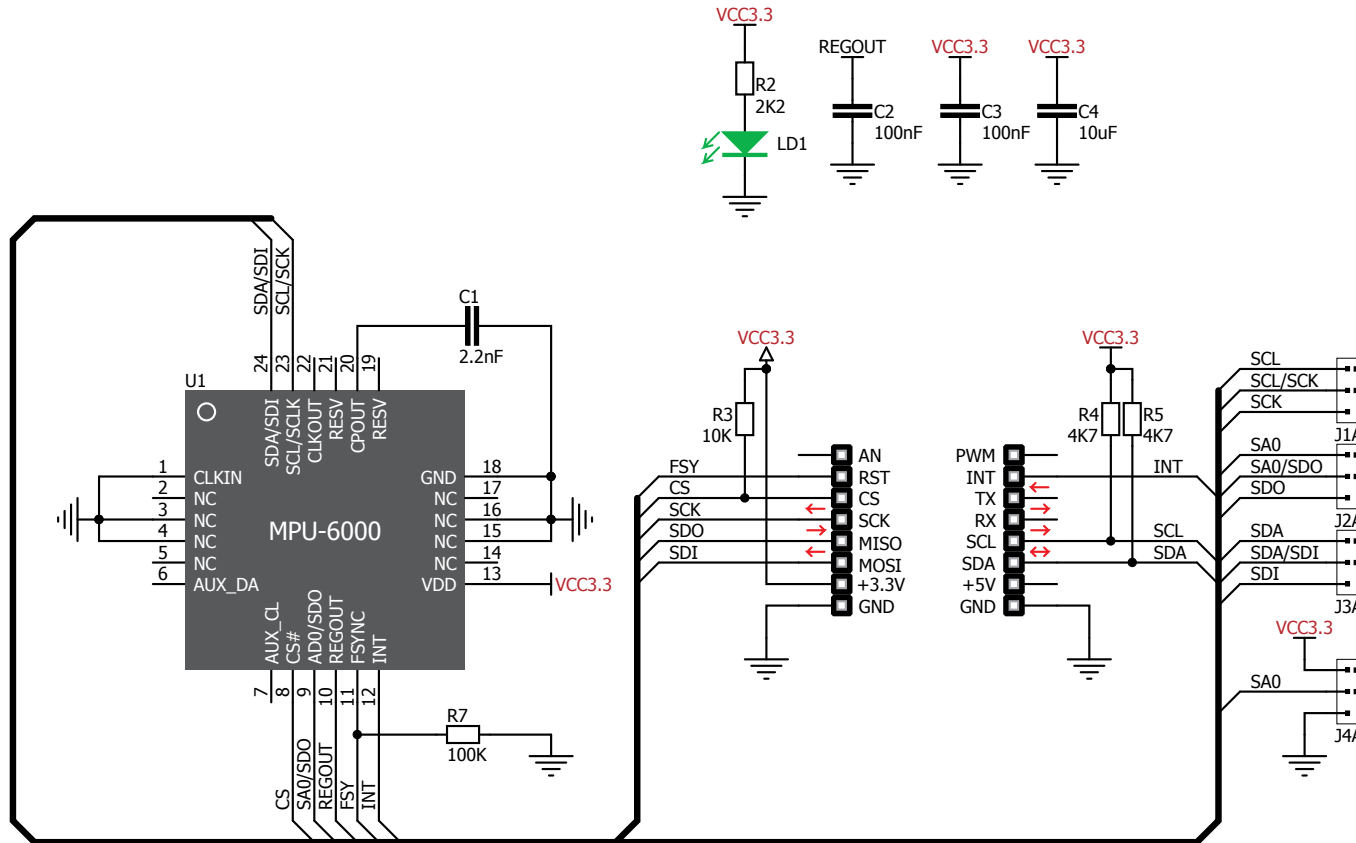 VCC3.3
R2
2K2
LD1
REGOUT
C2
100nF
VCC3.3
C3
100nF
VCC3.3
C4
10uF
SDA/SDI
SCL/SCK
C1
2.2nF
U1
24
23
22
21
20
19
SDA/SDI
SCL/SCLK
CLKOUT
RESV
CPOUT
RESV
MPU-6000
1 CLKIN
2 NC
3 NC
4 NC
5 NC
6 AUX_DA
GND 18
NC 17
NC 16
NC 15
NC 14
VDD 13
VCC3.3
AUX_CL
CS#
AD0/SDO
REGOUT
FSYNC
INT
7
8
9
10
11
12
CS
SA0/SDO
REGOUT
FSY
INT
R7
100K
VCC3.3
R3
10K
FSY
CS
SCK
SDO
SDI
AN
RST
CS
SCK
MISO
MOSI
+3.3V
GND
VCC3.3
R4
4K7
R5
4K7
PWM
INT
TX
RX
SCL
SDA
+5V
GND
INT
SCL
SDA
SCL
SCL/SCK
SCK
J1A
SA0
SA0/SDO
SDO
J2A
SDA
SDA/SDI
SDI
J3A
VCC3.3
SA0
J4A